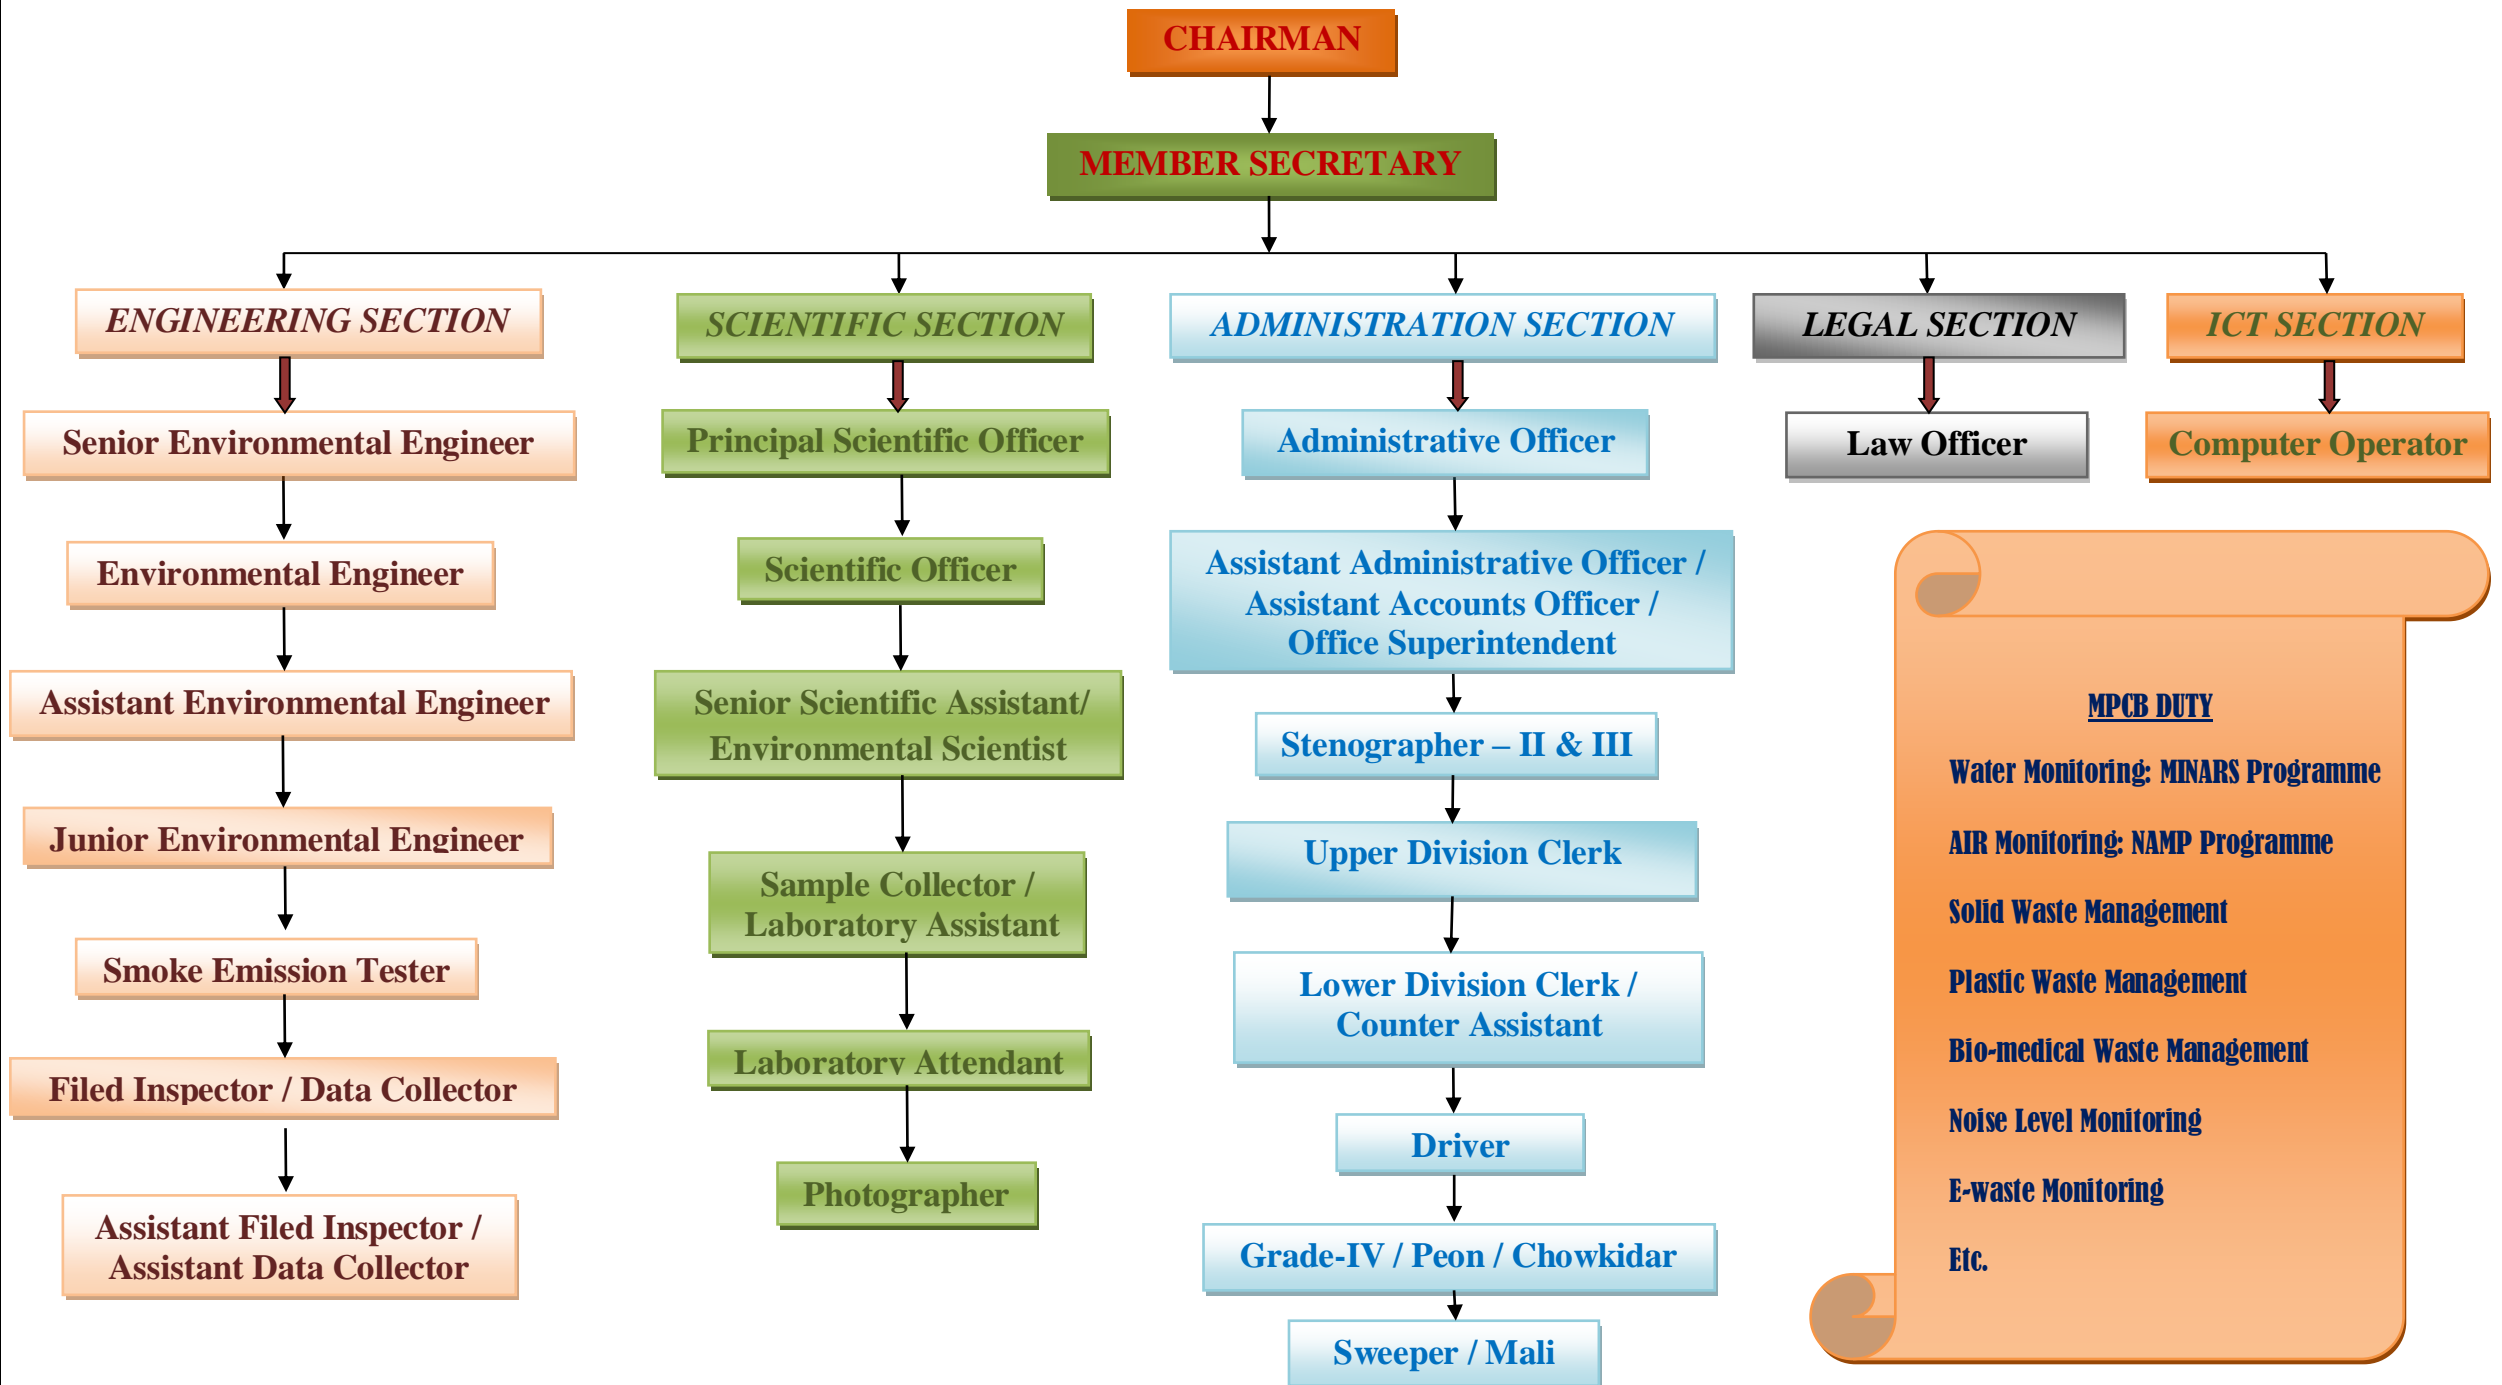 CHAIRMAN
MEMBER SECRETARY
ENGINEERING SECTION
Senior Environmental Engineer
Environmental Engineer
Assistant Environmental Engineer
Junior Environmental Engineer
Smoke Emission Tester
Filed Inspector / Data Collector
Assistant Filed Inspector /
Assistant Data Collector
SCIENTIFIC SECTION
Principal Scientific Officer
Scientific Officer
Senior Scientific Assistant/
Environmental Scientist
Sample Collector /
Laboratory Assistant
Laboratory Attendant
Photographer
ADMINISTRATION SECTION
Administrative Officer
Assistant Administrative Officer /
Assistant Accounts Officer /
Office Superintendent
Stenographer – II & III
Upper Division Clerk
Lower Division Clerk /
Counter Assistant
Driver
Grade-IV / Peon / Chowkidar
Sweeper / Mali
LEGAL SECTION
Law Officer
ICT SECTION
Computer Operator
MPCB DUTY
Water Monitoring: MINARS Programme
AIR Monitoring: NAMP Programme
Solid Waste Management
Plastic Waste Management
Bio-medical Waste Management
Noise Level Monitoring
E-waste Monitoring
Etc.